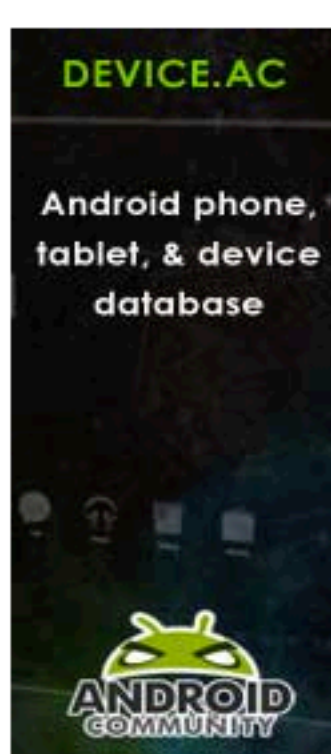 DEVICE.AC
Android phone,
tablet, & device
database
ANDROID
COMMUNITY